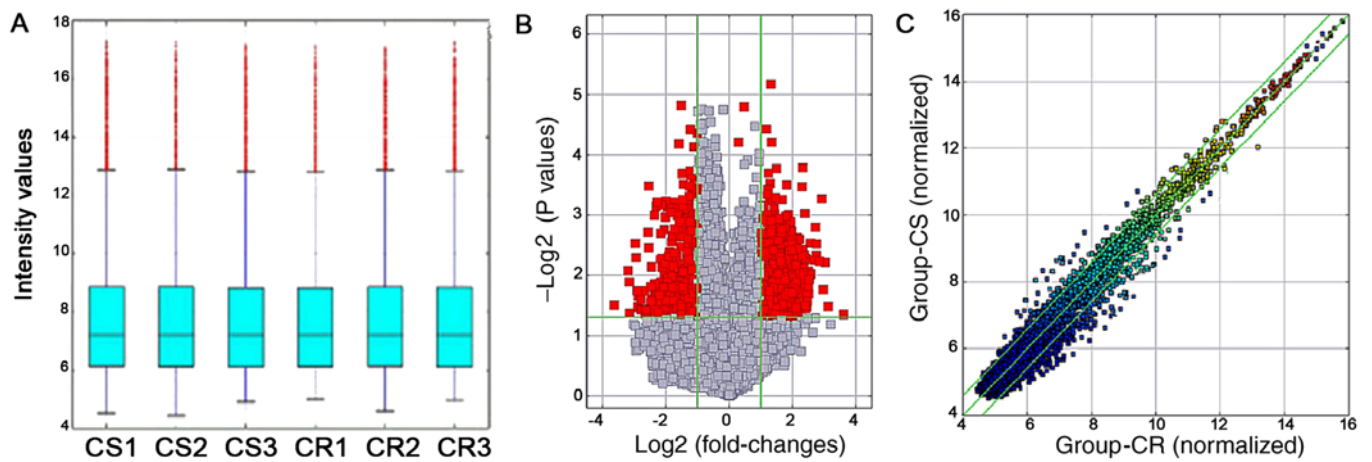 A
Intensity values
18
16
14
12
10
8
6
4
CS1 CS2 CS3 CR1 CR2 CR3
B
–Log2 (P values)
6
5
4
3
2
1
0
-4 -2 0 2 4
Log2 (fold-changes)
C
Group-CS (normalized)
16
14
12
10
8
6
4
4 6 8 10 12 14 16
Group-CR (normalized)